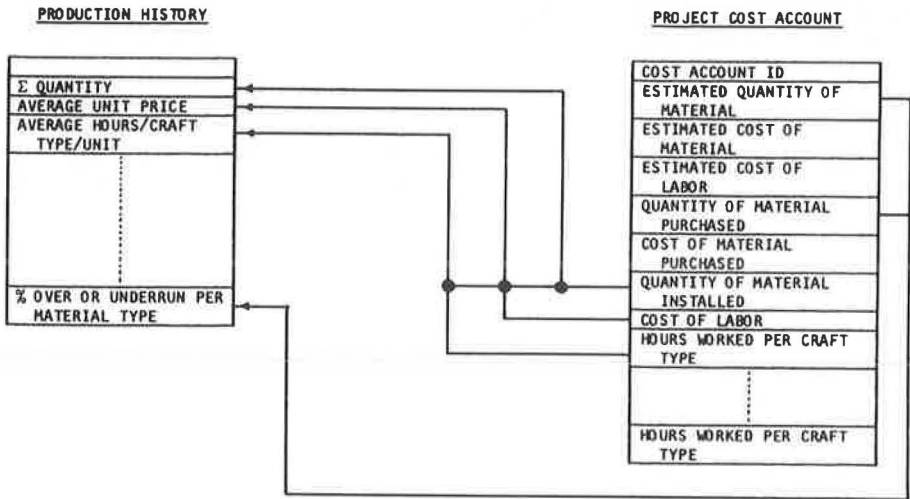 PRODUCTION HISTORY
Σ QUANTITY
AVERAGE UNIT PRICE
AVERAGE HOURS/CRAFT
TYPE/UNIT
% OVER OR UNDERRUN PER
MATERIAL TYPE
PROJECT COST ACCOUNT
COST ACCOUNT ID
ESTIMATED QUANTITY OF
MATERIAL
ESTIMATED COST OF
MATERIAL
ESTIMATED COST OF
LABOR
QUANTITY OF MATERIAL
PURCHASED
COST OF MATERIAL
PURCHASED
QUANTITY OF MATERIAL
INSTALLED
COST OF LABOR
HOURS WORKED PER CRAFT
TYPE
HOURS WORKED PER CRAFT
TYPE